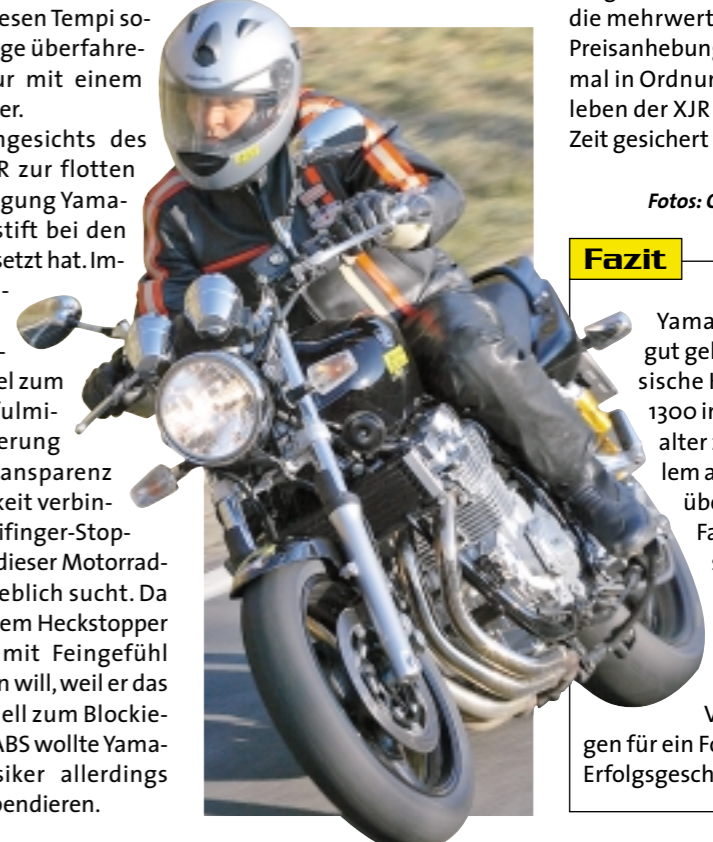 esen Tempi so-
ge überfahre-
ur mit einem
er.
ngesichts des
R zur flotten
gung Yama-
stift bei den
setzt hat. Im-
-
-
el zum
fulmi-
erung
ansparenz
keit verbin-
ifinger-Stop-
dieser Motorrad-
eblich sucht. Da
em Heckstopper
mit Feingefühl
n will, weil er das
ell zum Blockie-
ABS wollte Yama-
siker allerdings
pendieren.
die mehrwert
Preisanhebung
mal in Ordnur
leben der XJR
Zeit gesichert
Fotos: C
Fazit
Yama
gut gel
sische
1300 in
alter
lem a
übe
Fa
s
V
gen für ein Fo
Erfolgsgesch